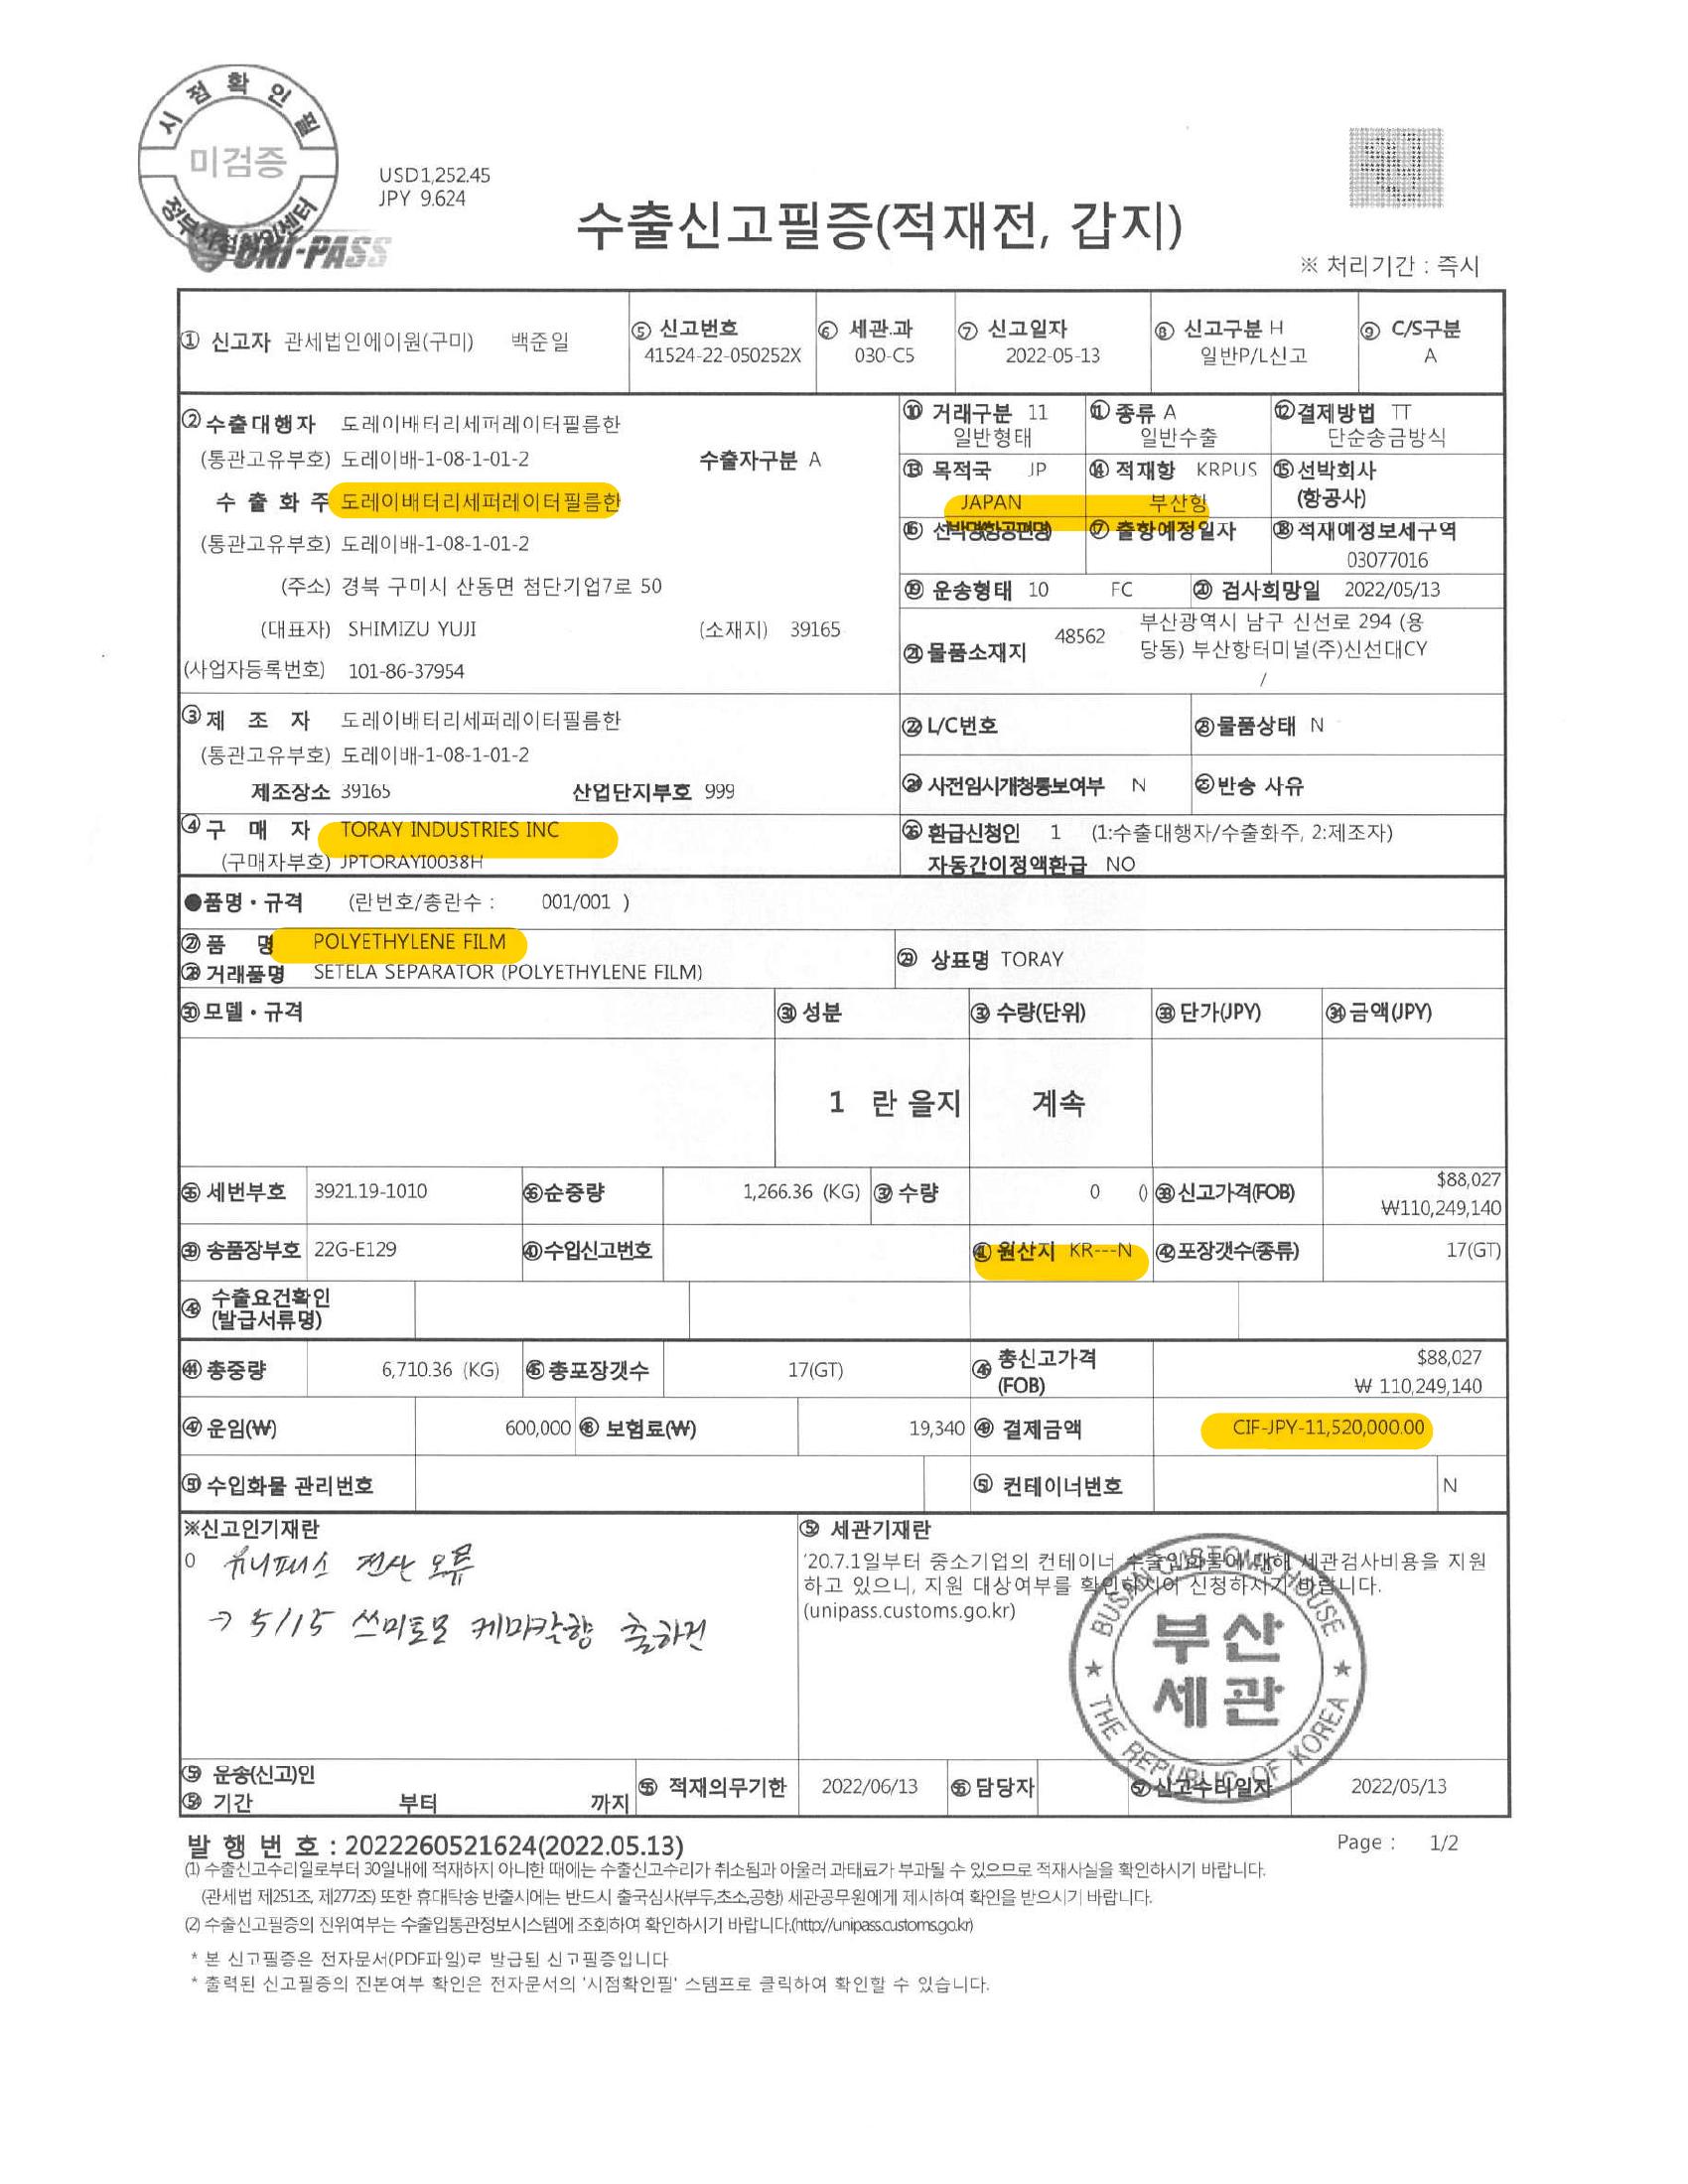 시점확인필
미검증
정부시점확인센터
UNI-PASS
USD1,252.45
JPY 9.624
수출신고필증(적재전, 갑지)
※ 처리기간 : 즉시
① 신고자 관세법인에이원(구미) 백준일
⑤ 신고번호
41524-22-050252X
⑥ 세관.과
030-C5
⑦ 신고일자
2022-05-13
⑧ 신고구분 H
일반P/L신고
⑨ C/S구분
A
② 수출대행자 도레이배터리세퍼레이터필름한
(통관고유부호) 도레이배-1-08-1-01-2 수출자구분 A
수 출 화 주 도레이배터리세퍼레이터필름한
(통관고유부호) 도레이배-1-08-1-01-2
(주소) 경북 구미시 산동면 첨단기업7로 50
(대표자) SHIMIZU YUJI (소재지) 39165
(사업자등록번호) 101-86-37954
⑩ 거래구분 11
일반형태
⑪ 종류 A
일반수출
⑫결제방법 TT
단순송금방식
⑬ 목적국 JP
JAPAN
⑭ 적재항 KRPUS
부산항
⑮선박회사
(항공사)
⑯ 선박명(항공편명)
⑰ 출항예정일자
⑱적재예정보세구역
03077016
⑲ 운송형태 10 FC
⑳ 검사희망일 2022/05/13
㉑물품소재지 48562 부산광역시 남구 신선로 294 (용
당동) 부산항터미널(주)신선대CY
/
③ 제 조 자 도레이배터리세퍼레이터필름한
(통관고유부호) 도레이배-1-08-1-01-2
제조장소 39165 산업단지부호 999
㉒L/C번호
㉓물품상태 N
㉔ 사전임시개청통보여부 N
㉕반송 사유
④ 구 매 자 TORAY INDUSTRIES INC
(구매자부호) JPTORAYI0038H
㉖ 환급신청인 1 (1:수출대행자/수출화주, 2:제조자)
자동간이정액환급 NO
●품명・규격 (란번호/총란수 : 001/001 )
㉗ 품 명 POLYETHYLENE FILM
㉘ 거래품명 SETELA SEPARATOR (POLYETHYLENE FILM)
㉙ 상표명 TORAY
㉚모델・규격
㉛ 성분
㉜ 수량(단위)
㉝ 단가(JPY)
㉞금액(JPY)
1 란 을지 계속
㉟ 세번부호 3921.19-1010
㊱순중량 1,266.36 (KG)
㊲ 수량 0 ()
㊳신고가격(FOB) $88,027
₩110,249,140
㊴ 송품장부호 22G-E129
㊵수입신고번호
㊶ 원산지 KR---N
㊷포장갯수(종류) 17(GT)
㊸ 수출요건확인
(발급서류명)
㊹ 총중량 6,710.36 (KG)
㊺ 총포장갯수 17(GT)
㊻ 총신고가격
(FOB)
$88,027
₩ 110,249,140
㊼ 운임(₩) 600,000
㊽ 보험료(₩) 19,340
㊾ 결제금액 CIF-JPY-11,520,000.00
㊿ 수입화물 관리번호
컨테이너번호 N
※신고인기재란
0 유니패스 전산 오류
→ 5/15 쓰미토모 케미칼향 출하건
세관기재란
'20.7.1일부터 중소기업의 컨테이너 수출입화물에 대해 세관검사비용을 지원
하고 있으니, 지원 대상여부를 확인하시어 신청하시기 바랍니다.
(unipass.customs.go.kr)
BUSAN CUSTOMS HOUSE
부산
세관
★ THE REPUBLIC OF KOREA ★
운송(신고)인
기간 부터 까지
적재의무기한 2022/06/13
담당자
신고수리일자 2022/05/13
발 행 번 호 : 2022260521624(2022.05.13)
Page : 1/2
(1) 수출신고수리일로부터 30일내에 적재하지 아니한 때에는 수출신고수리가 취소됨과 아울러 과태료가 부과될 수 있으므로 적재사실을 확인하시기 바랍니다.
(관세법 제251조, 제277조) 또한 휴대탁송 반출시에는 반드시 출국심사(부두,초소,공항) 세관공무원에게 제시하여 확인을 받으시기 바랍니다.
(2) 수출신고필증의 진위여부는 수출입통관정보시스템에 조회하여 확인하시기 바랍니다.(http://unipass.customs.go.kr)
* 본 신고필증은 전자문서(PDF파일)로 발급된 신고필증입니다
* 출력된 신고필증의 진본여부 확인은 전자문서의 '시점확인필' 스템프로 클릭하여 확인할 수 있습니다.